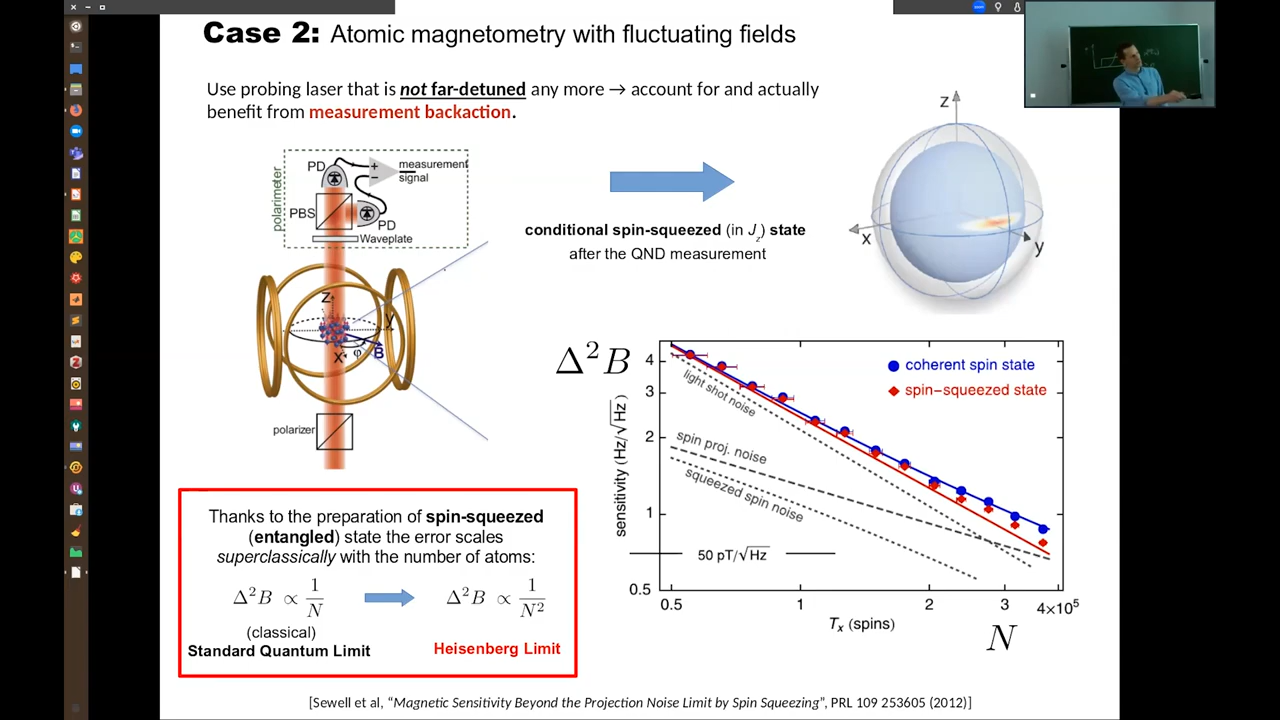 Case 2: Atomic magnetometry with fluctuating fields
Use probing laser that is not far-detuned any more → account for and actually
benefit from measurement backaction.
polarimeter
PD
+
−
measurement
signal
PBS
PD
Waveplate
z
y
x
φ
B
polarizer
conditional spin-squeezed (in Jz) state
after the QND measurement
z
x
y
Δ²B
sensitivity (Hz/√Hz)
4
3
2
1
0.5
coherent spin state
spin−squeezed state
light shot noise
spin proj. noise
squeezed spin noise
50 pT/√Hz
0.5
1
2
3
4×10⁵
Tx (spins)
N
Thanks to the preparation of spin-squeezed
(entangled) state the error scales
superclassically with the number of atoms:
Δ²B ∝ 1/N
Δ²B ∝ 1/N²
(classical)
Standard Quantum Limit
Heisenberg Limit
[Sewell et al, “Magnetic Sensitivity Beyond the Projection Noise Limit by Spin Squeezing”, PRL 109 253605 (2012)]